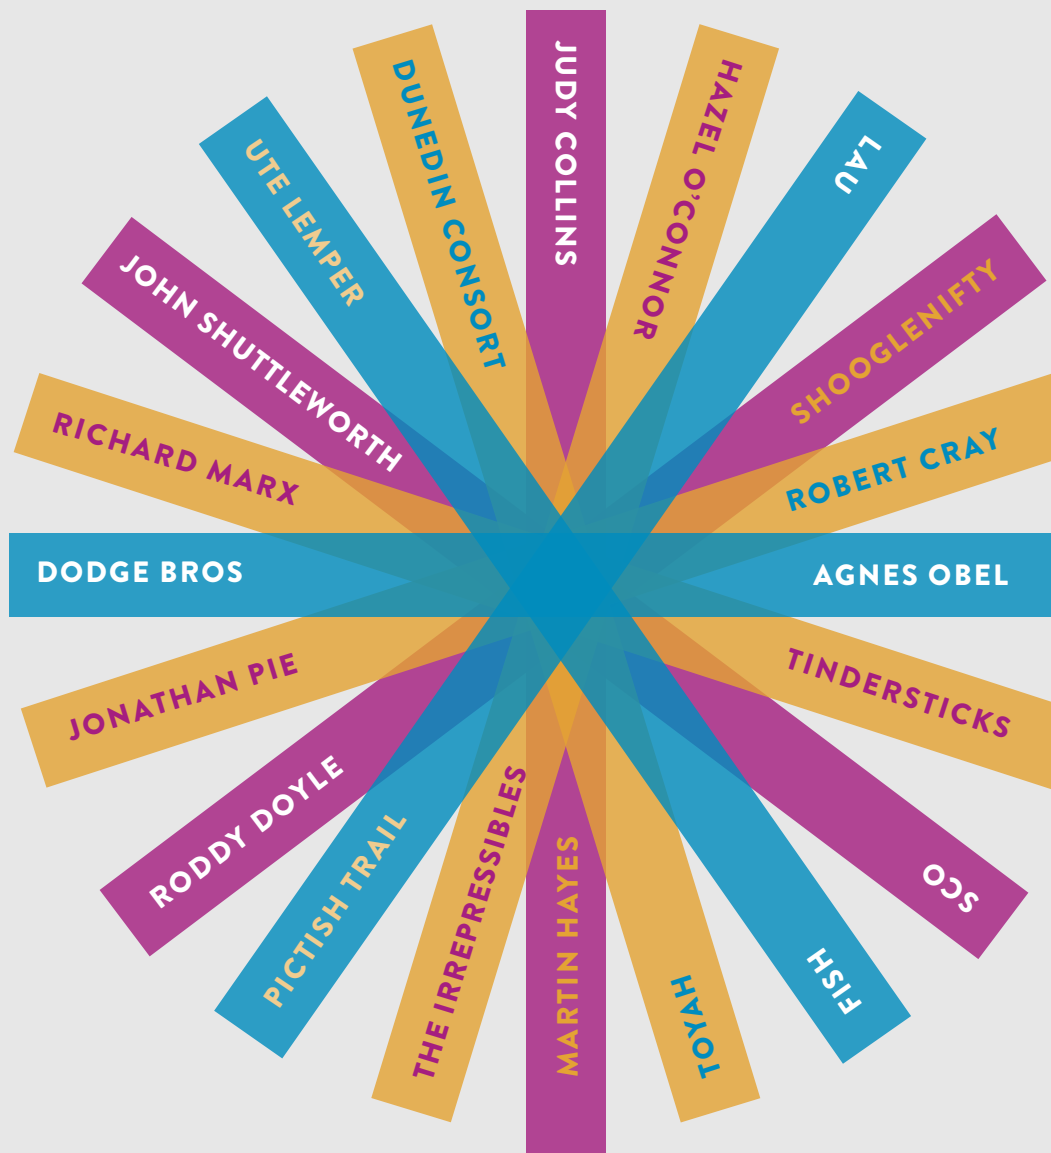 JUDY COLLINS
HAZEL O'CONNOR
LAU
SHOOGLENIFTY
ROBERT CRAY
AGNES OBEL
TINDERSTICKS
SCO
FISH
TOYAH
MARTIN HAYES
THE IRREPRESSIBLES
PICTISH TRAIL
RODDY DOYLE
JONATHAN PIE
DODGE BROS
RICHARD MARX
JOHN SHUTTLEWORTH
UTE LEMPER
DUNEDIN CONSORT